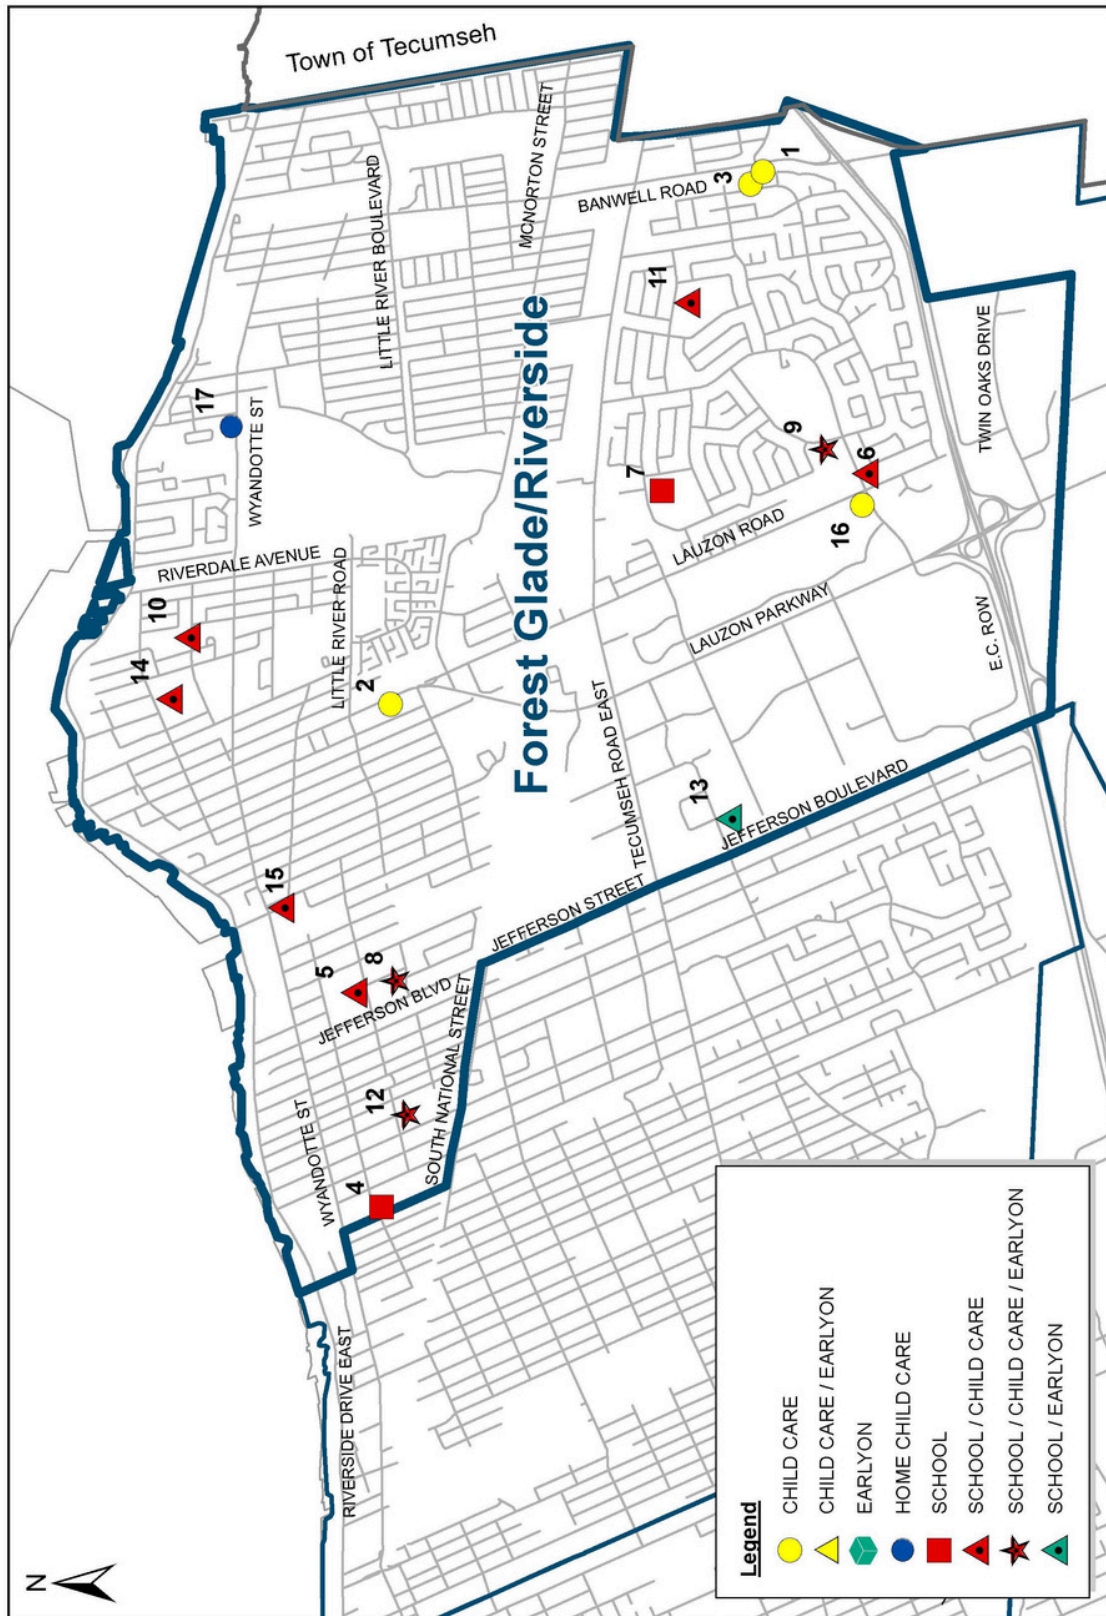 N
Town of Tecumseh
RIVERSIDE DRIVE EAST
WYANDOTTE ST
4
12
SOUTH NATIONAL STREET
5
8
JEFFERSON BLVD
15
14
10
RIVERDALE AVENUE
17
WYANDOTTE ST
LITTLE RIVER ROAD
2
LITTLE RIVER BOULEVARD
MONORTON STREET
Forest Glade/Riverside
JEFFERSON STREET
TECUMSEH ROAD EAST
13
JEFFERSON BOULEVARD
LAUZON PARKWAY
LAUZON ROAD
7
11
BANWELL ROAD
3
1
9
6
16
E.C. ROW
TWIN OAKS DRIVE
Legend
CHILD CARE
CHILD CARE / EARLYON
EARLYON
HOME CHILD CARE
SCHOOL
SCHOOL / CHILD CARE
SCHOOL / CHILD CARE / EARLYON
SCHOOL / EARLYON